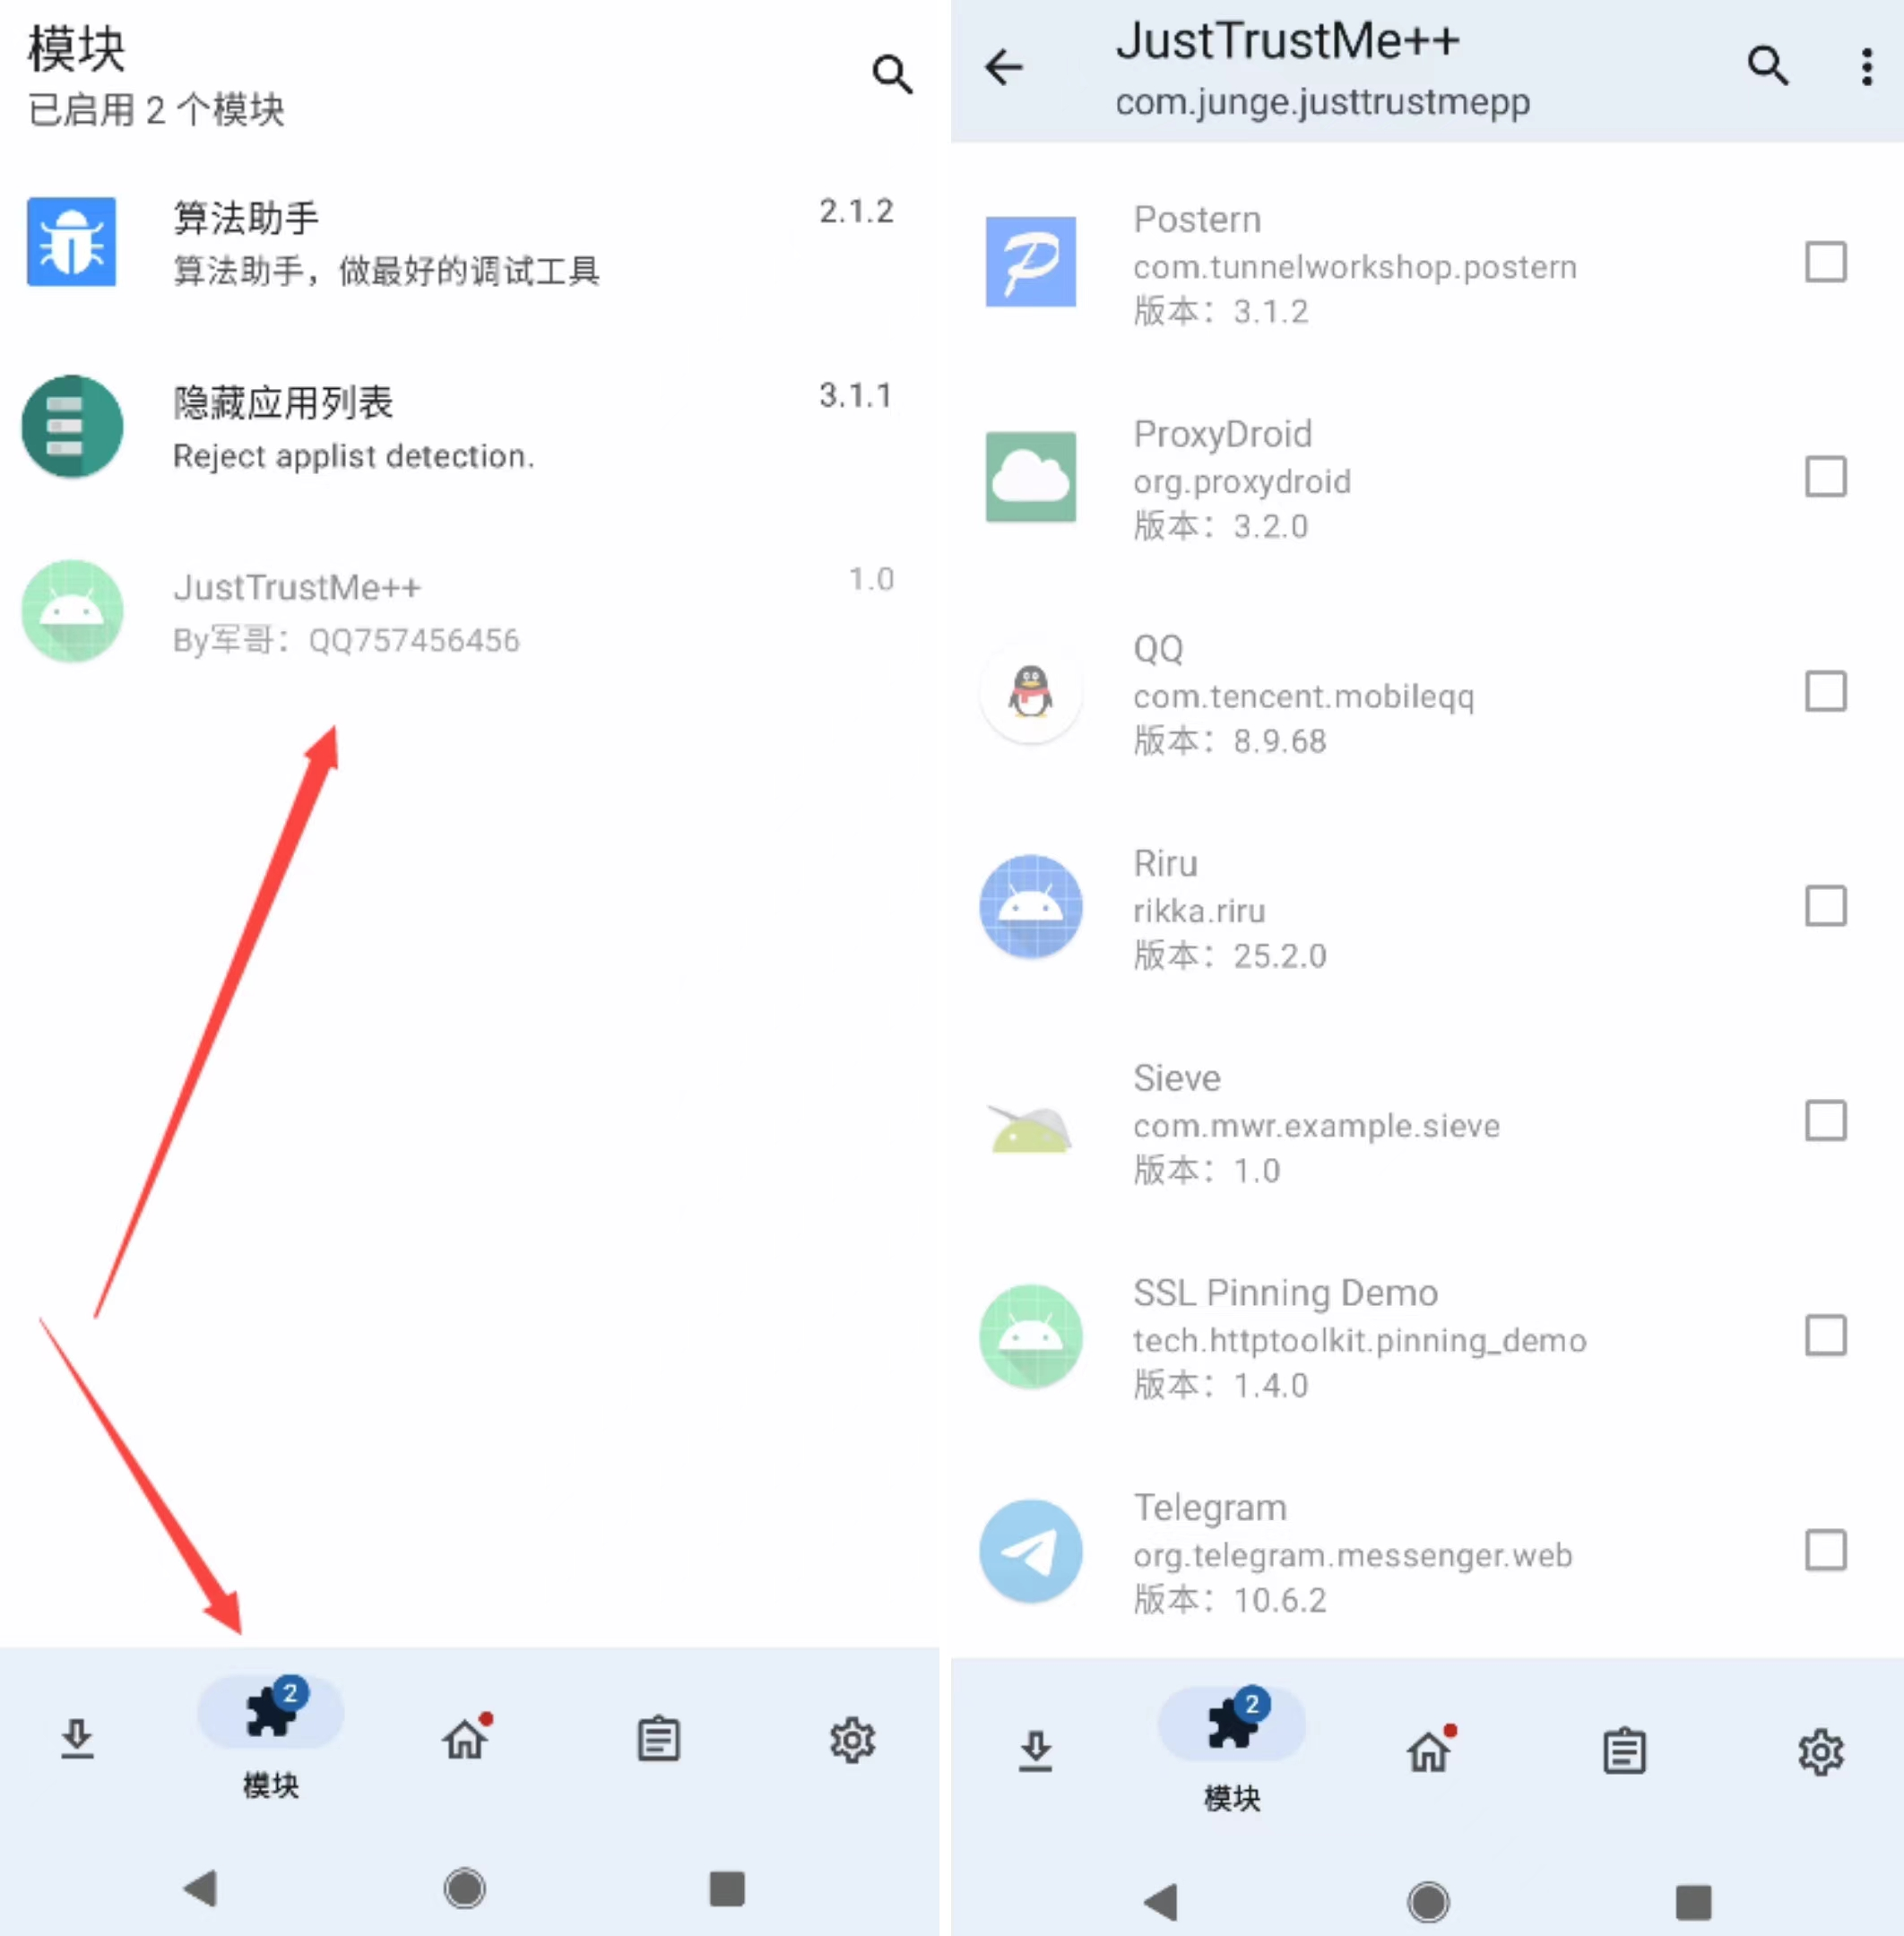 模块
已启用 2 个模块
算法助手
2.1.2
算法助手，做最好的调试工具
隐藏应用列表
3.1.1
Reject applist detection.
JustTrustMe++
1.0
By军哥：QQ757456456
2
模块
JustTrustMe++
com.junge.justtrustmepp
Postern
com.tunnelworkshop.postern
版本：3.1.2
ProxyDroid
org.proxydroid
版本：3.2.0
QQ
com.tencent.mobileqq
版本：8.9.68
Riru
rikka.riru
版本：25.2.0
Sieve
com.mwr.example.sieve
版本：1.0
SSL Pinning Demo
tech.httptoolkit.pinning_demo
版本：1.4.0
Telegram
org.telegram.messenger.web
版本：10.6.2
2
模块